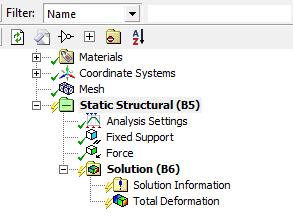 Filter: Name
Materials
Coordinate Systems
Mesh
Static Structural (B5)
Analysis Settings
Fixed Support
Force
Solution (B6)
Solution Information
Total Deformation